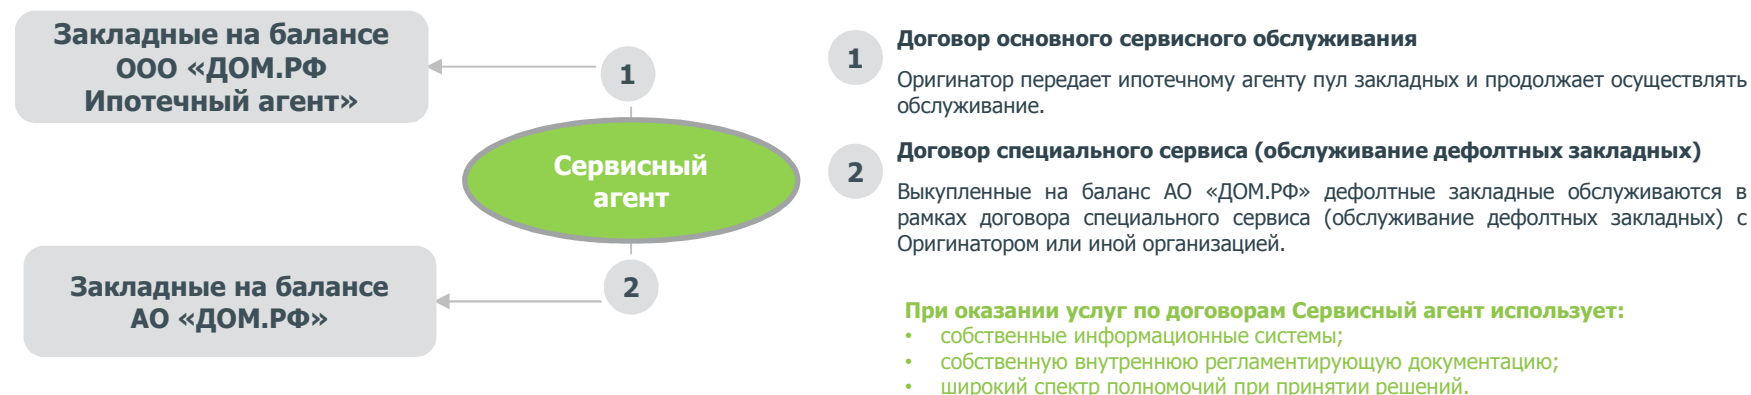 Закладные на балансе
ООО «ДОМ.РФ
Ипотечный агент»
1
Сервисный
агент
2
Закладные на балансе
АО «ДОМ.РФ»
1
Договор основного сервисного обслуживания
Оригинатор передает ипотечному агенту пул закладных и продолжает осуществлять
обслуживание.
2
Договор специального сервиса (обслуживание дефолтных закладных)
Выкупленные на баланс АО «ДОМ.РФ» дефолтные закладные обслуживаются в
рамках договора специального сервиса (обслуживание дефолтных закладных) с
Оригинатором или иной организацией.
При оказании услуг по договорам Сервисный агент использует:
• собственные информационные системы;
• собственную внутреннюю регламентирующую документацию;
• широкий спектр полномочий при принятии решений.